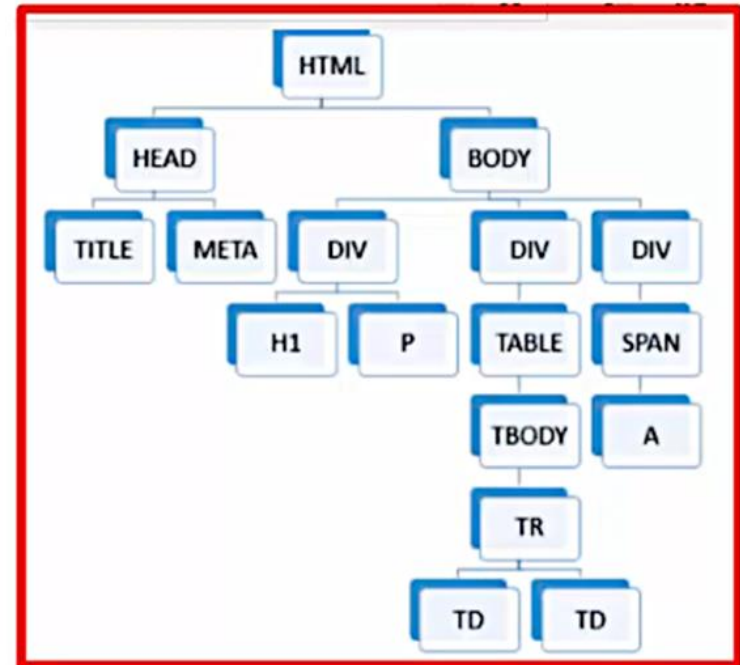 HTML
HEAD BODY
TITLE META DIV DIV DIV
H1 P TABLE SPAN
TBODY A
TR
TD TD